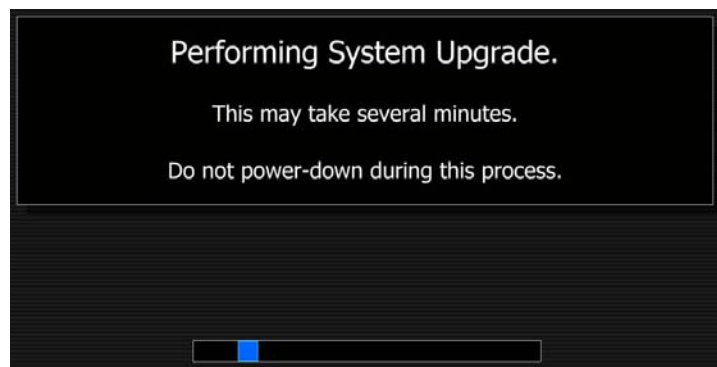 Performing System Upgrade.
This may take several minutes.
Do not power-down during this process.